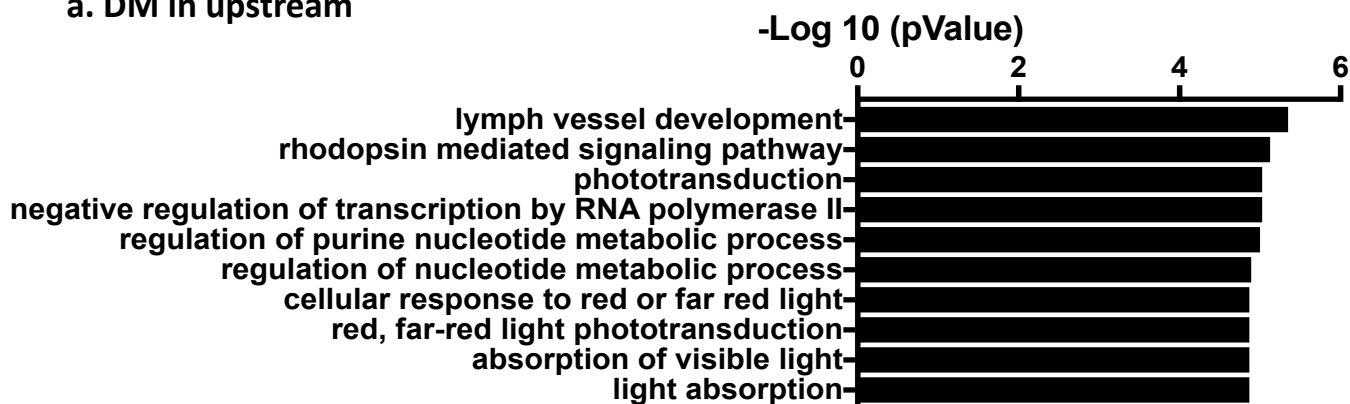 a. DM in upstream
-Log 10 (pValue)
0 2 4 6
lymph vessel development
rhodopsin mediated signaling pathway
phototransduction
negative regulation of transcription by RNA polymerase II
regulation of purine nucleotide metabolic process
regulation of nucleotide metabolic process
cellular response to red or far red light
red, far-red light phototransduction
absorption of visible light
light absorption